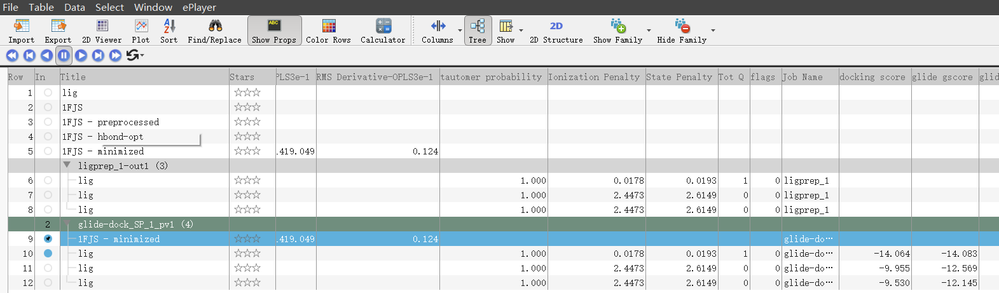 File Table Data Select Window ePlayer
Import Export 2D Viewer Plot Sort Find/Replace ABC Show Props Color Rows Calculator Columns Tree Show 2D 2D Structure Show Family Hide Family
Row In Title Stars PLS3e-1 RMS Derivative-OPLS3e-1 tautomer probability Ionization Penalty State Penalty Tot Q flags Job Name docking score glide gscore glid
1 lig
2 1FJS
3 1FJS - preprocessed
4 1FJS - hbond-opt
5 1FJS - minimized .419.049 0.124
ligprep_1-out1 (3)
6 lig 1.000 0.0178 0.0193 1 0 ligprep_1
7 lig 1.000 2.4473 2.6149 0 0 ligprep_1
8 lig 1.000 2.4473 2.6149 0 0 ligprep_1
2 glide-dock_SP_1_pv1 (4)
9 1FJS - minimized .419.049 0.124 glide-do…
10 lig 1.000 0.0178 0.0193 1 0 glide-do… -14.064 -14.083
11 lig 1.000 2.4473 2.6149 0 0 glide-do… -9.955 -12.569
12 lig 1.000 2.4473 2.6149 0 0 glide-do… -9.530 -12.145